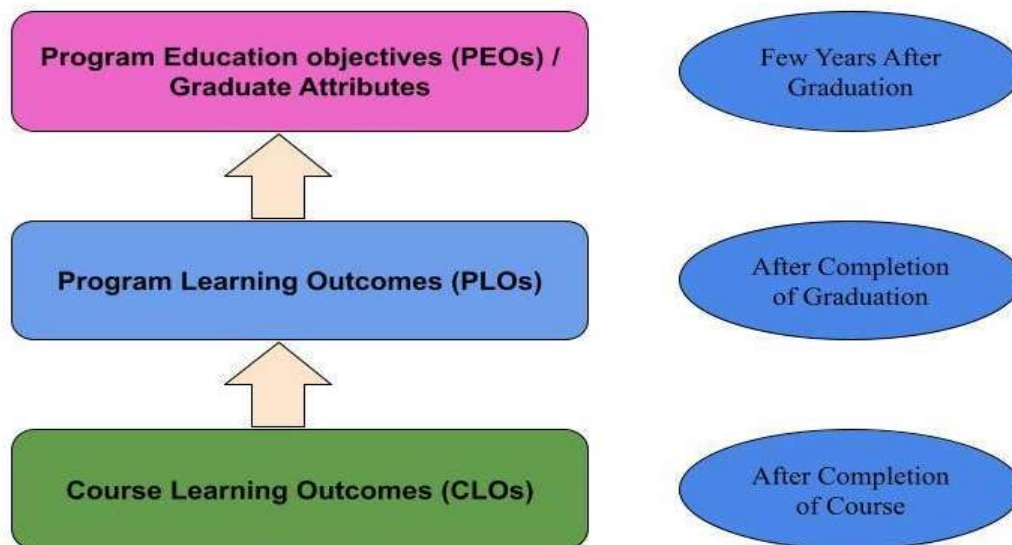 Program Education objectives (PEOs) /
Graduate Attributes
Few Years After
Graduation
Program Learning Outcomes (PLOs)
After Completion
of Graduation
Course Learning Outcomes (CLOs)
After Completion
of Course